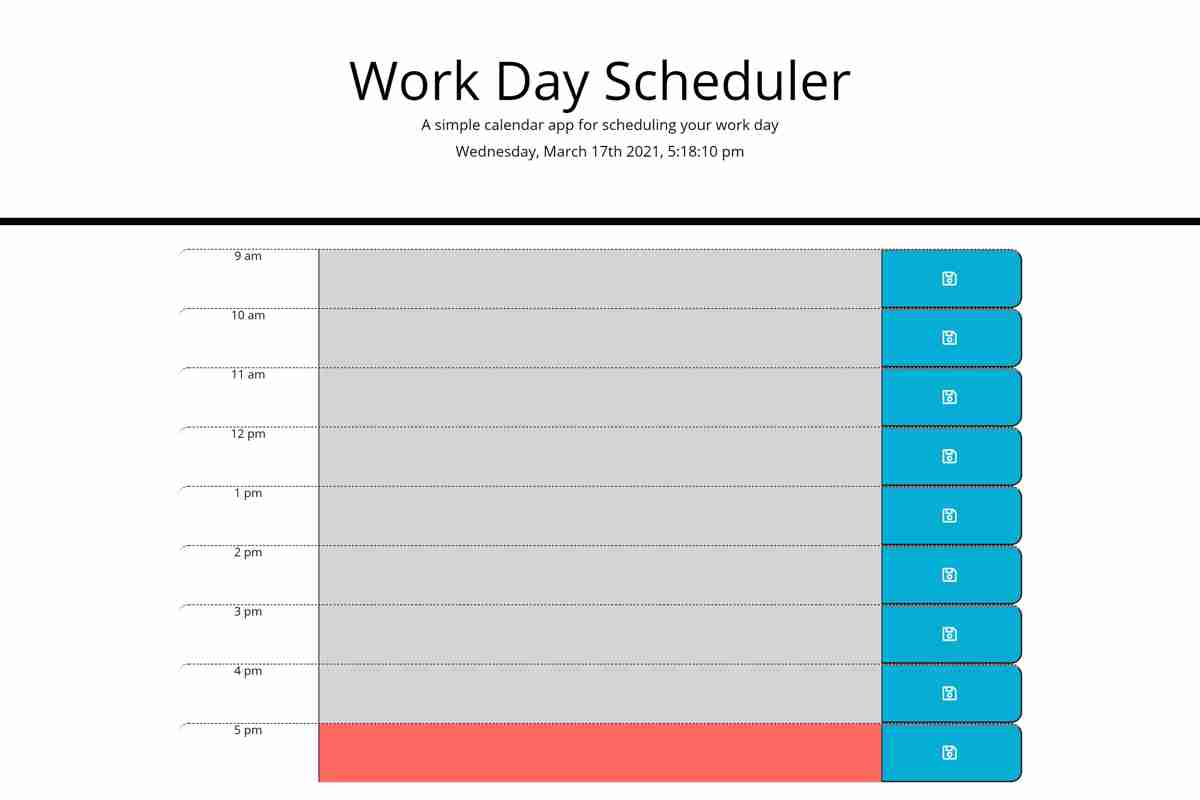 Work Day Scheduler
A simple calendar app for scheduling your work day
Wednesday, March 17th 2021, 5:18:10 pm
9 am
10 am
11 am
12 pm
1 pm
2 pm
3 pm
4 pm
5 pm